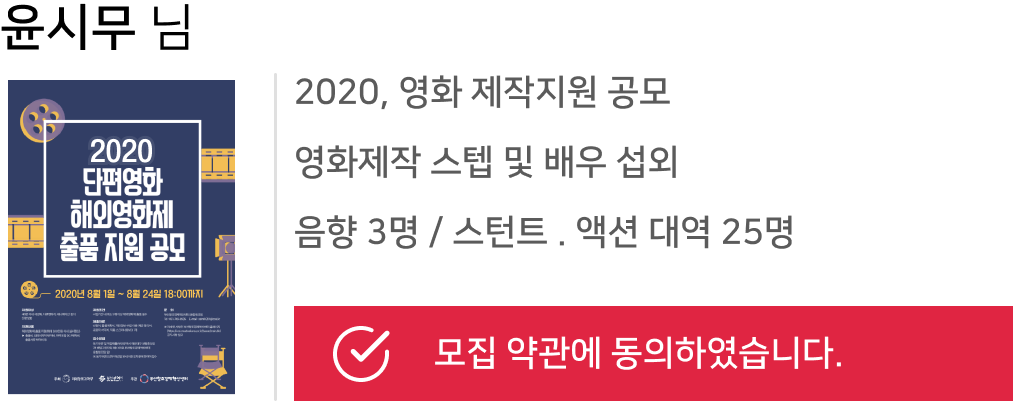 윤시무 님
2020
단편영화
해외영화제
출품 지원 공모
2020년 8월 1일 ~ 8월 24일 18:00까지
2020, 영화 제작지원 공모
영화제작 스텝 및 배우 섭외
음향 3명 / 스턴트 . 액션 대역 25명
모집 약관에 동의하였습니다.